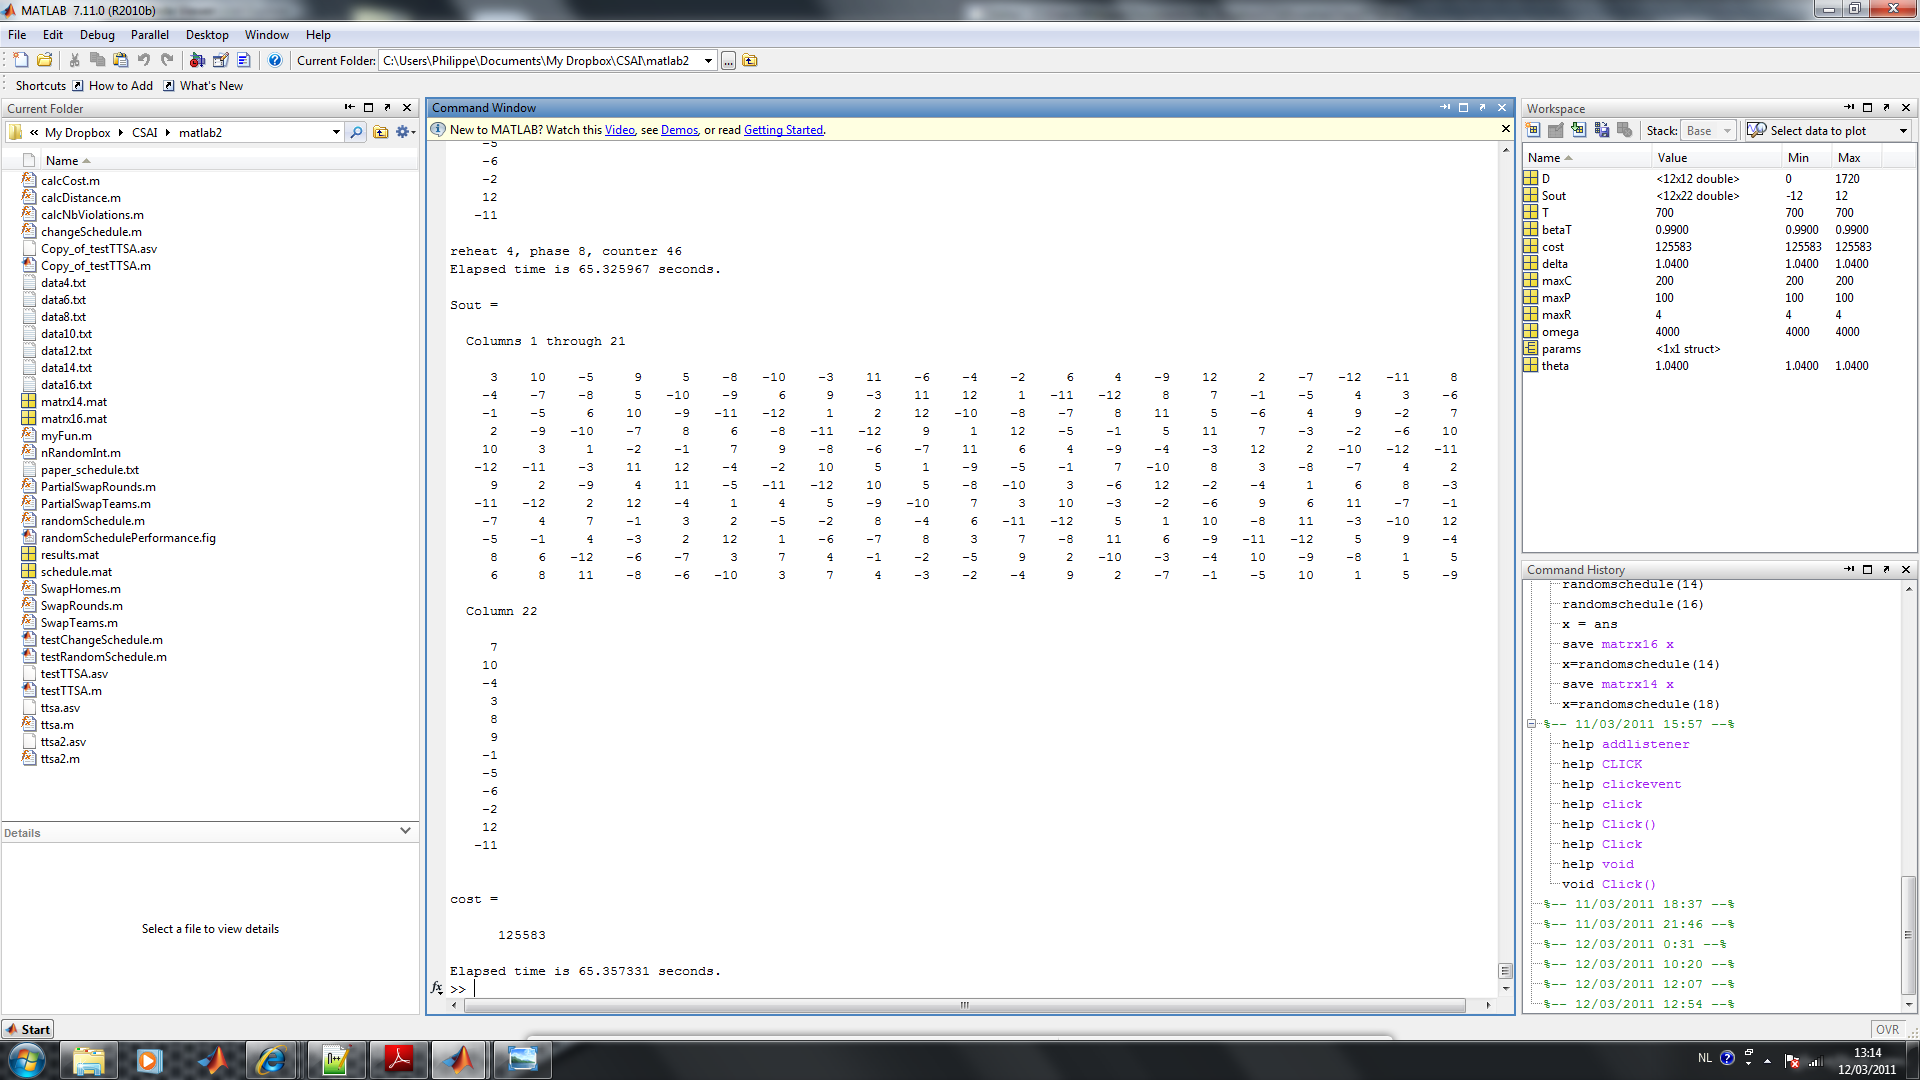 MATLAB 7.11.0 (R2010b)
File Edit Debug Parallel Desktop Window Help
Current Folder: C:\Users\Philippe\Documents\My Dropbox\CSAI\matlab2
Shortcuts How to Add What's New
Current Folder
« My Dropbox CSAI matlab2
Name
calcCost.m
calcDistance.m
calcNbViolations.m
changeSchedule.m
Copy_of_testTTSA.asv
Copy_of_testTTSA.m
data4.txt
data6.txt
data8.txt
data10.txt
data12.txt
data14.txt
data16.txt
matrx14.mat
matrx16.mat
myFun.m
nRandomInt.m
paper_schedule.txt
PartialSwapRounds.m
PartialSwapTeams.m
randomSchedule.m
randomSchedulePerformance.fig
results.mat
schedule.mat
SwapHomes.m
SwapRounds.m
SwapTeams.m
testChangeSchedule.m
testRandomSchedule.m
testTTSA.asv
testTTSA.m
ttsa.asv
ttsa.m
ttsa2.asv
ttsa2.m
Details
Select a file to view details
Start
Command Window
New to MATLAB? Watch this Video, see Demos, or read Getting Started.
-5
-6
-2
12
-11
reheat 4, phase 8, counter 46
Elapsed time is 65.325967 seconds.
Sout =
Columns 1 through 21
3 10 -5 9 5 -8 -10 -3 11 -6 -4 -2 6 4 -9 12 2 -7 -12 -11 8
-4 -7 -8 5 -10 -9 6 9 -3 11 12 1 -11 -12 8 7 -1 -5 4 3 -6
-1 -5 6 10 -9 -11 -12 1 2 12 -10 -8 -7 8 11 5 -6 4 9 -2 7
2 -9 -10 -7 8 6 -8 -11 -12 9 1 12 -5 -1 5 11 7 -3 -2 -6 10
10 3 1 -2 -1 7 9 -8 -6 -7 11 6 4 -9 -4 -3 12 2 -10 -12 -11
-12 -11 -3 11 12 -4 -2 10 5 1 -9 -5 -1 7 -10 8 3 -8 -7 4 2
9 2 -9 4 11 -5 -11 -12 10 5 -8 -10 3 -6 12 -2 -4 1 6 8 -3
-11 -12 2 12 -4 1 4 5 -9 -10 7 3 10 -3 -2 -6 9 6 11 -7 -1
-7 4 7 -1 3 2 -5 -2 8 -4 6 -11 -12 5 1 10 -8 11 -3 -10 12
-5 -1 4 -3 2 12 1 -6 -7 8 3 7 -8 11 6 -9 -11 -12 5 9 -4
8 6 -12 -6 -7 3 7 4 -1 -2 -5 9 2 -10 -3 -4 10 -9 -8 1 5
6 8 11 -8 -6 -10 3 7 4 -3 -2 -4 9 2 -7 -1 -5 10 1 5 -9
Column 22
7
10
-4
3
8
9
-1
-5
-6
-2
12
-11
cost =
125583
Elapsed time is 65.357331 seconds.
fx >>
Workspace
Stack: Base Select data to plot
Name Value Min Max
D <12x12 double> 0 1720
Sout <12x22 double> -12 12
T 700 700 700
betaT 0.9900 0.9900 0.9900
cost 125583 125583 125583
delta 1.0400 1.0400 1.0400
maxC 200 200 200
maxP 100 100 100
maxR 4 4 4
omega 4000 4000 4000
params <1x1 struct>
theta 1.0400 1.0400 1.0400
Command History
randomschedule(14)
randomschedule(16)
x = ans
save matrx16 x
x=randomschedule(14)
save matrx14 x
x=randomschedule(18)
%-- 11/03/2011 15:57 --%
help addlistener
help CLICK
help clickevent
help click
help Click()
help Click
help void
void Click()
%-- 11/03/2011 18:37 --%
%-- 11/03/2011 21:46 --%
%-- 12/03/2011 0:31 --%
%-- 12/03/2011 10:20 --%
%-- 12/03/2011 12:07 --%
%-- 12/03/2011 12:54 --%
OVR
NL
13:14
12/03/2011